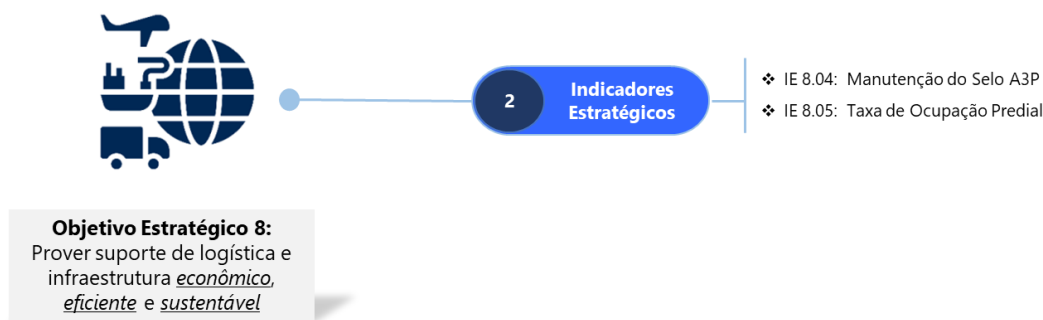 2
Indicadores
Estratégicos
❖ IE 8.04: Manutenção do Selo A3P
❖ IE 8.05: Taxa de Ocupação Predial
Objetivo Estratégico 8:
Prover suporte de logística e
infraestrutura econômico,
eficiente e sustentável